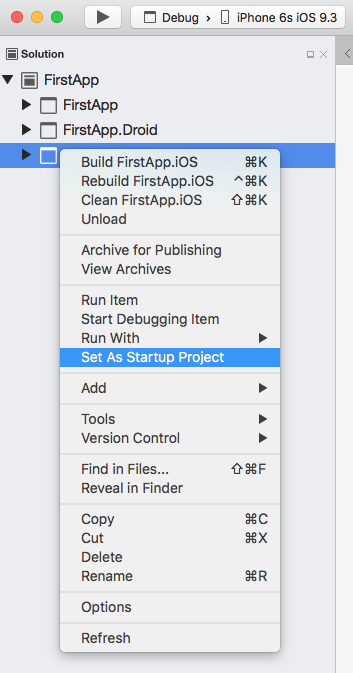 Debug › iPhone 6s iOS 9.3
Solution
FirstApp
FirstApp
FirstApp.Droid
Build FirstApp.iOS ⌘K
Rebuild FirstApp.iOS ^⌘K
Clean FirstApp.iOS ⇧⌘K
Unload
Archive for Publishing
View Archives
Run Item
Start Debugging Item
Run With
Set As Startup Project
Add
Tools
Version Control
Find in Files... ⇧⌘F
Reveal in Finder
Copy ⌘C
Cut ⌘X
Delete
Rename ⌘R
Options
Refresh